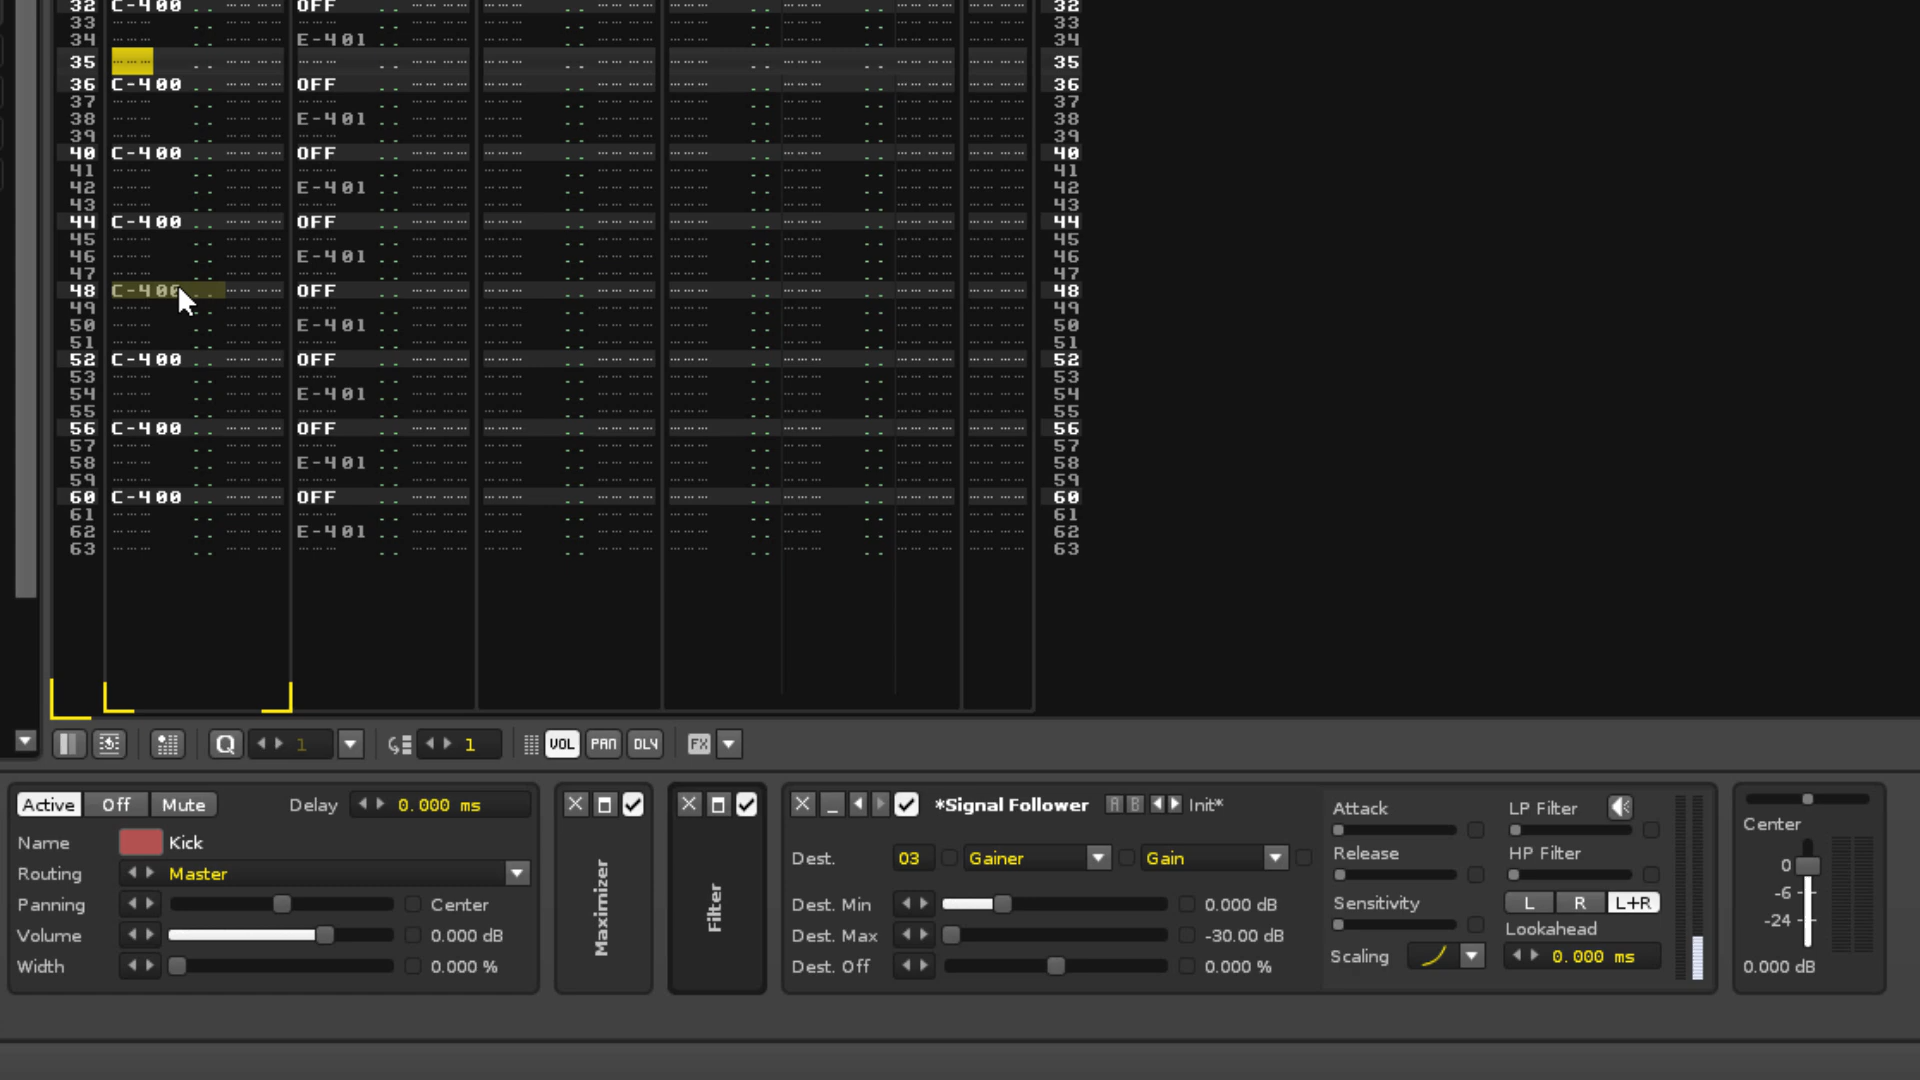 32 C-400 OFF 32
33 33
34 E-401 34
35 35
36 C-400 OFF 36
37 37
38 E-401 38
39 39
40 C-400 OFF 40
41 41
42 E-401 42
43 43
44 C-400 OFF 44
45 45
46 E-401 46
47 47
48 C-400 OFF 48
49 49
50 E-401 50
51 51
52 C-400 OFF 52
53 53
54 E-401 54
55 55
56 C-400 OFF 56
57 57
58 E-401 58
59 59
60 C-400 OFF 60
61 61
62 E-401 62
63 63
Q 1 1 VOL PAN DLY FX
Active Off Mute Delay 0.000 ms
Name Kick
Routing Master
Panning Center
Volume 0.000 dB
Width 0.000 %
Maximizer
Filter
*Signal Follower A B Init*
Dest. 03 Gainer Gain
Dest. Min 0.000 dB
Dest. Max -30.00 dB
Dest. Off 0.000 %
Attack LP Filter
Release HP Filter
Sensitivity L R L+R
Lookahead
Scaling 0.000 ms
Center
0
-6
-24
0.000 dB